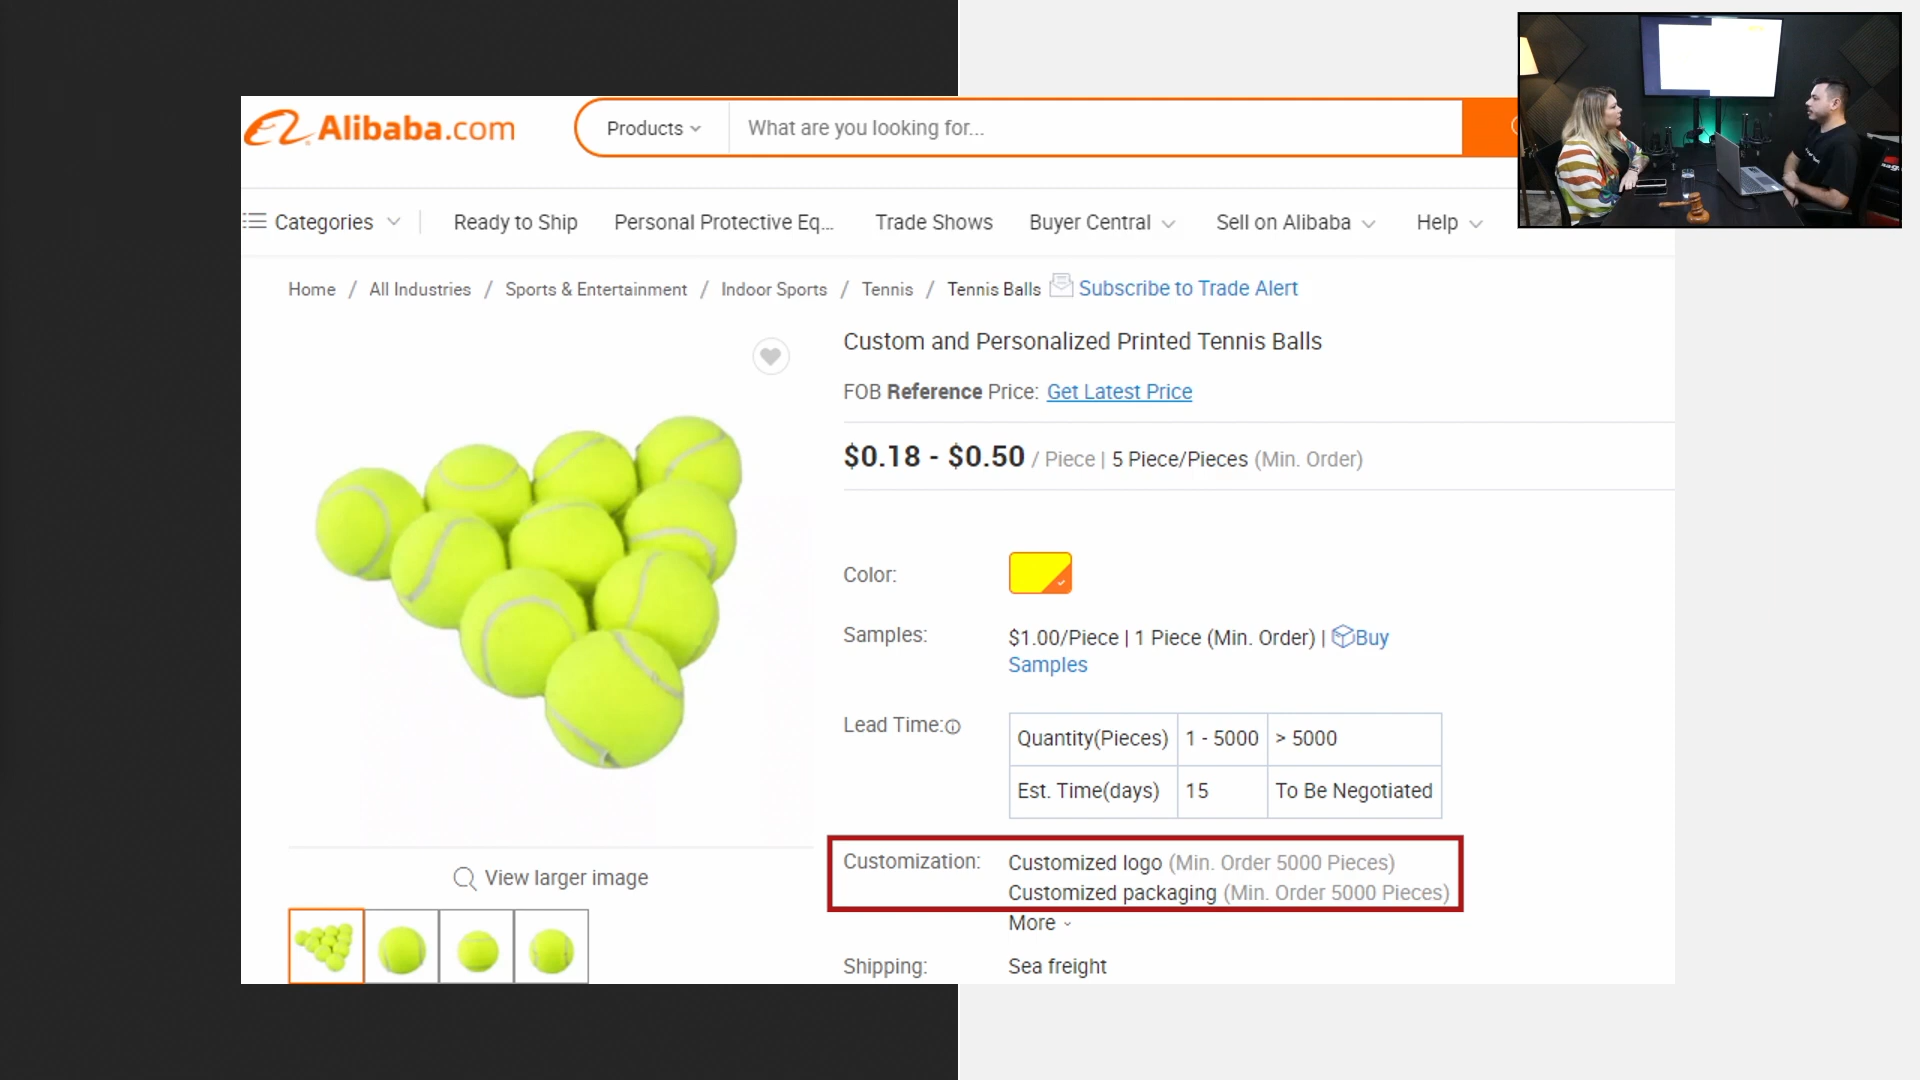 Alibaba.com
Products
What are you looking for...
Categories
Ready to Ship
Personal Protective Eq...
Trade Shows
Buyer Central
Sell on Alibaba
Help
Home / All Industries / Sports & Entertainment / Indoor Sports / Tennis / Tennis Balls
Subscribe to Trade Alert
Custom and Personalized Printed Tennis Balls
FOB Reference Price: Get Latest Price
$0.18 - $0.50 / Piece | 5 Piece/Pieces (Min. Order)
Color:
Samples:
$1.00/Piece | 1 Piece (Min. Order) | Buy
Samples
Lead Time:
Quantity(Pieces) 1 - 5000 > 5000
Est. Time(days) 15 To Be Negotiated
Customization:
Customized logo (Min. Order 5000 Pieces)
Customized packaging (Min. Order 5000 Pieces)
More
Shipping:
Sea freight
View larger image